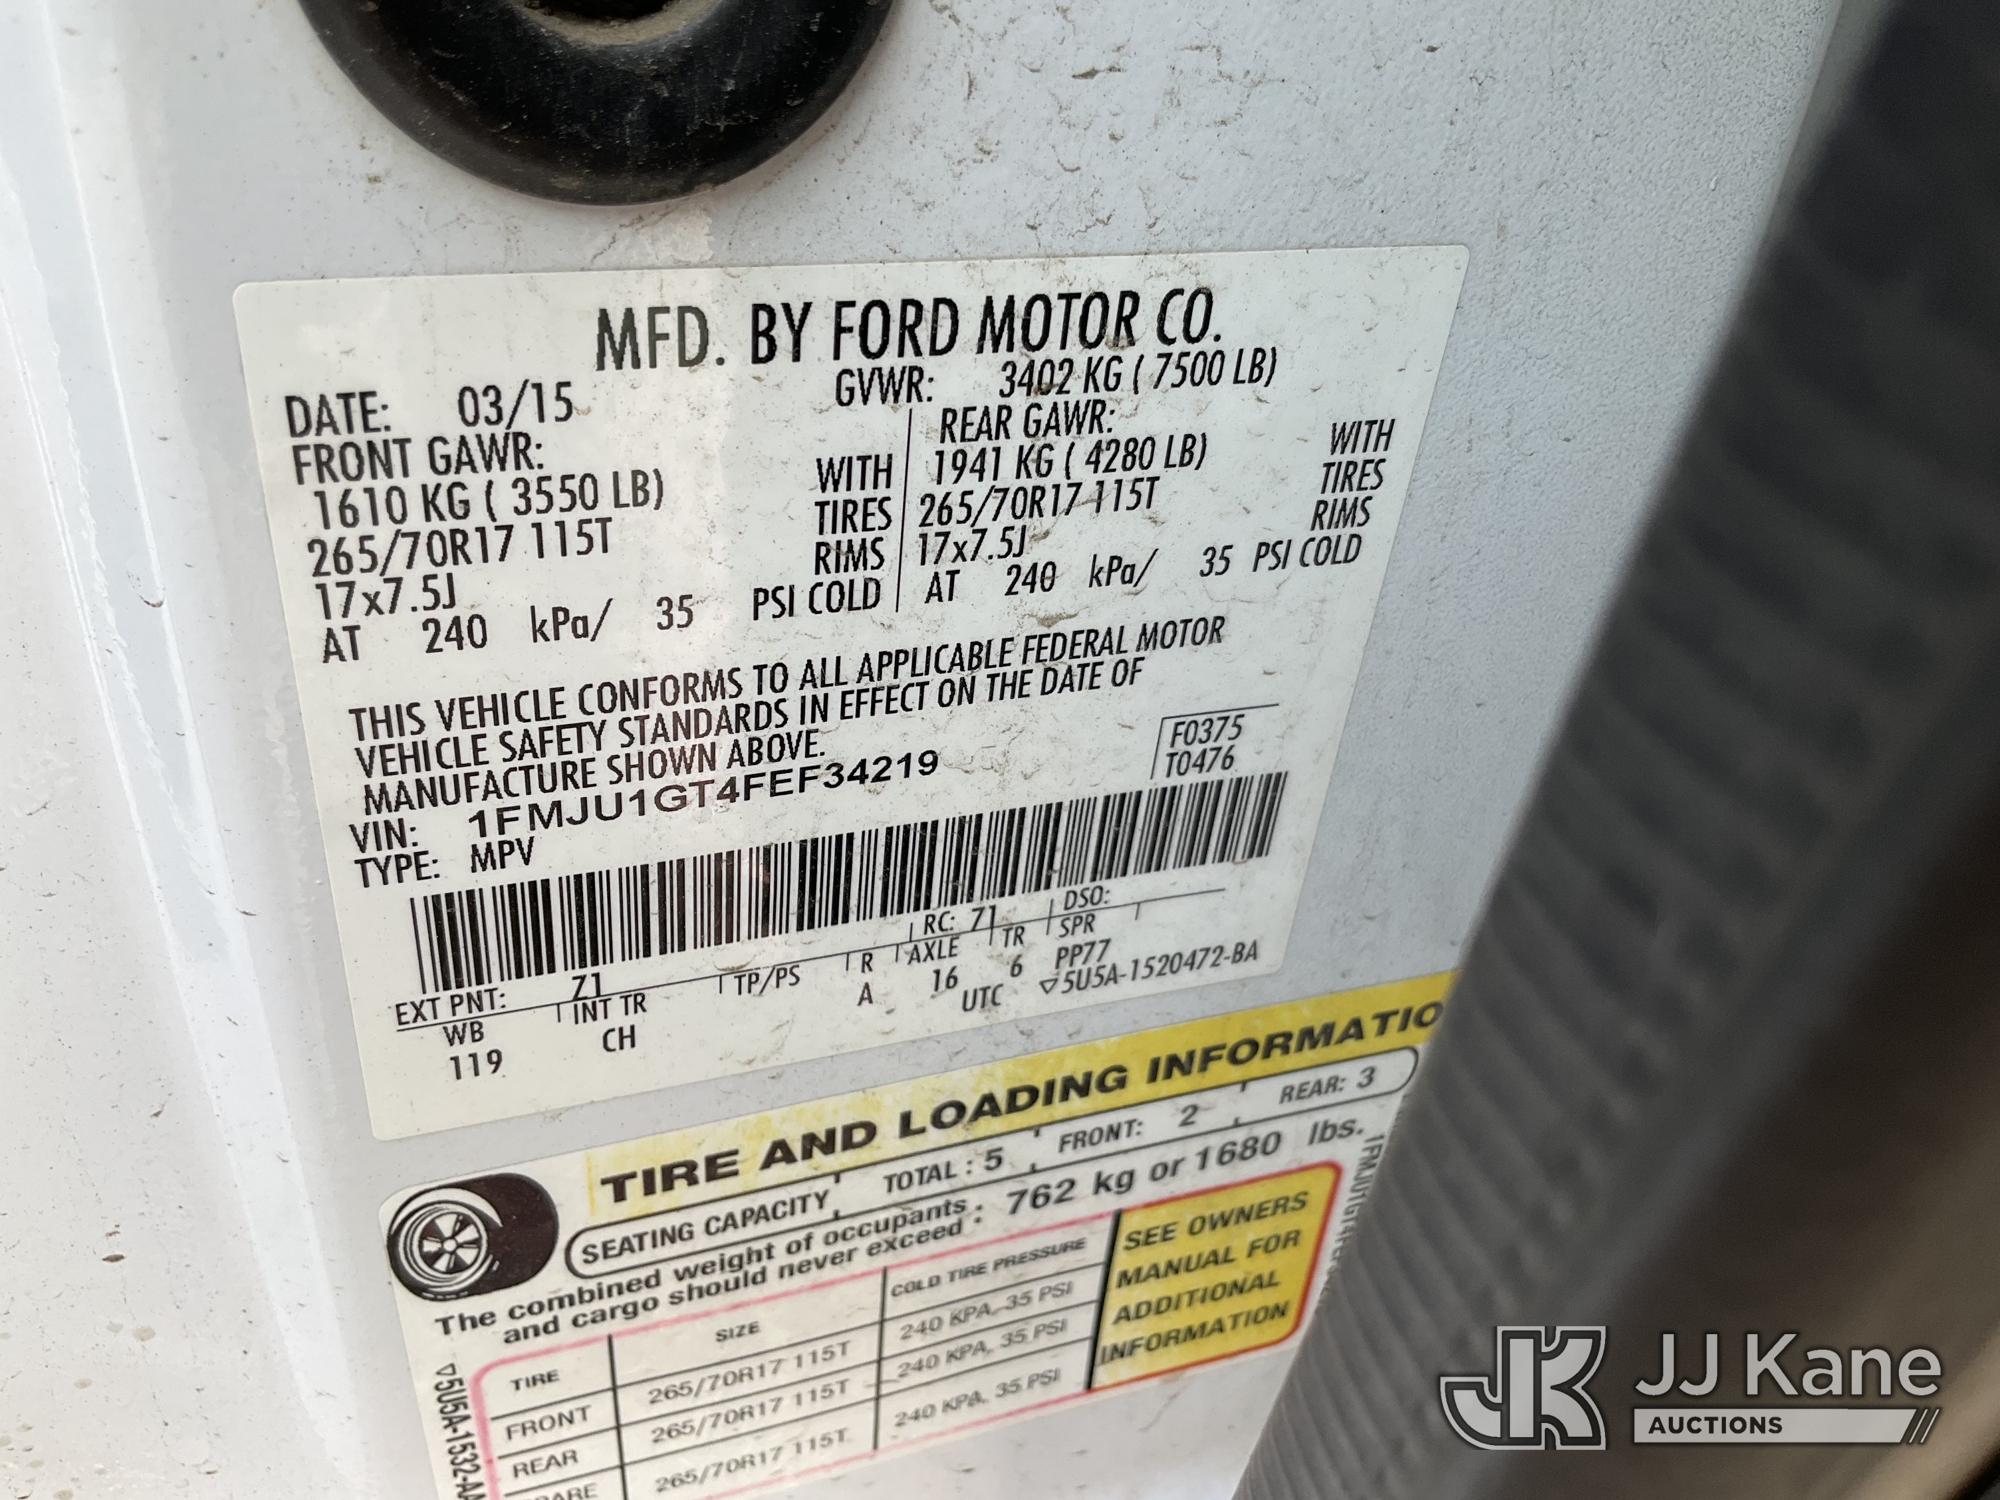 MFD. BY FORD MOTOR CO.
DATE: 03/15 GVWR: 3402 KG ( 7500 LB)
FRONT GAWR: REAR GAWR:
1610 KG ( 3550 LB) WITH 1941 KG ( 4280 LB) WITH
265/70R17 115T TIRES 265/70R17 115T TIRES
17x7.5J RIMS 17x7.5J RIMS
AT 240 kPa/ 35 PSI COLD AT 240 kPa/ 35 PSI COLD
THIS VEHICLE CONFORMS TO ALL APPLICABLE FEDERAL MOTOR
VEHICLE SAFETY STANDARDS IN EFFECT ON THE DATE OF
MANUFACTURE SHOWN ABOVE.
F0375
T0476
VIN: 1FMJU1GT4FEF34219
TYPE: MPV
EXT PNT: Z1 RC: 71 DSO:
WB INT TR TP/PS R AXLE TR SPR
119 CH A 16 6 PP77
UTC ▽5U5A-1520472-BA
TIRE AND LOADING INFORMATIO
SEATING CAPACITY TOTAL : 5 FRONT: 2 REAR: 3
The combined weight of occupants and cargo should never exceed : 762 kg or 1680 lbs.
TIRE SIZE COLD TIRE PRESSURE
FRONT 265/70R17 115T 240 KPA, 35 PSI
REAR 265/70R17 115T 240 KPA, 35 PSI
265/70R17 115T 240 KPA, 35 PSI
SEE OWNERS
MANUAL FOR
ADDITIONAL
INFORMATION
▽5U5A-1532-AA
JJ Kane
AUCTIONS